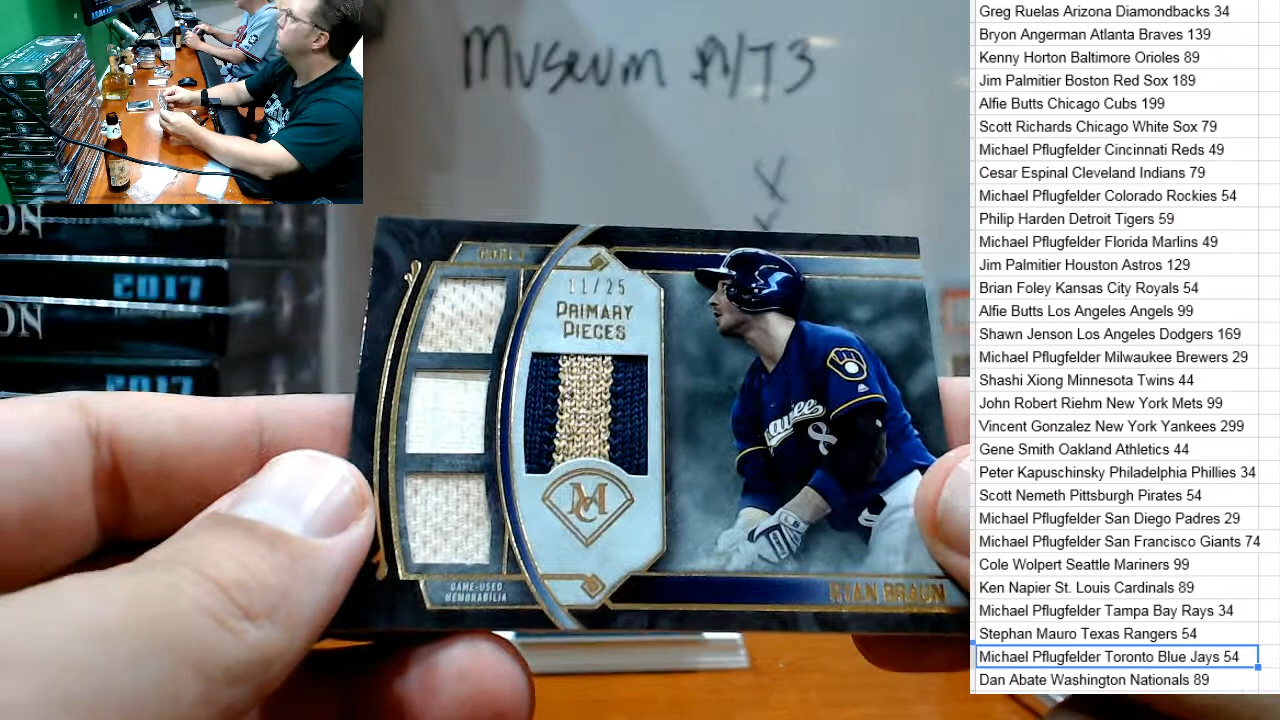 Museum
ON
2017
ON
2017
11/25
PRIMARY
PIECES
MC
GAME-USED
MEMORABILIA
RYAN BRAUN
Greg Ruelas Arizona Diamondbacks 34
Bryon Angerman Atlanta Braves 139
Kenny Horton Baltimore Orioles 89
Jim Palmitier Boston Red Sox 189
Alfie Butts Chicago Cubs 199
Scott Richards Chicago White Sox 79
Michael Pflugfelder Cincinnati Reds 49
Cesar Espinal Cleveland Indians 79
Michael Pflugfelder Colorado Rockies 54
Philip Harden Detroit Tigers 59
Michael Pflugfelder Florida Marlins 49
Jim Palmitier Houston Astros 129
Brian Foley Kansas City Royals 54
Alfie Butts Los Angeles Angels 99
Shawn Jenson Los Angeles Dodgers 169
Michael Pflugfelder Milwaukee Brewers 29
Shashi Xiong Minnesota Twins 44
John Robert Riehm New York Mets 99
Vincent Gonzalez New York Yankees 299
Gene Smith Oakland Athletics 44
Peter Kapuschinsky Philadelphia Phillies 34
Scott Nemeth Pittsburgh Pirates 54
Michael Pflugfelder San Diego Padres 29
Michael Pflugfelder San Francisco Giants 74
Cole Wolpert Seattle Mariners 99
Ken Napier St. Louis Cardinals 89
Michael Pflugfelder Tampa Bay Rays 34
Stephan Mauro Texas Rangers 54
Michael Pflugfelder Toronto Blue Jays 54
Dan Abate Washington Nationals 89